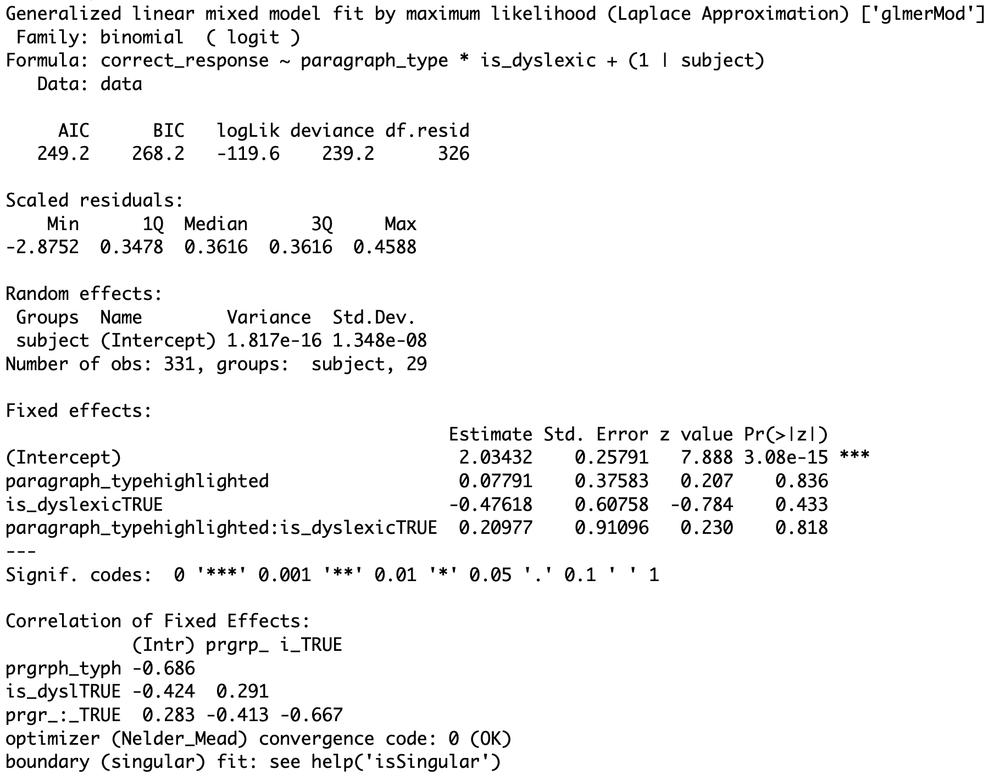 Generalized linear mixed model fit by maximum likelihood (Laplace Approximation) ['glmerMod']
 Family: binomial  ( logit )
Formula: correct_response ~ paragraph_type * is_dyslexic + (1 | subject)
   Data: data

     AIC      BIC   logLik deviance df.resid
   249.2    268.2   -119.6    239.2      326

Scaled residuals:
    Min      1Q  Median      3Q     Max
-2.8752  0.3478  0.3616  0.3616  0.4588

Random effects:
 Groups  Name        Variance  Std.Dev.
 subject (Intercept) 1.817e-16 1.348e-08
Number of obs: 331, groups:  subject, 29

Fixed effects:
                                          Estimate Std. Error z value Pr(>|z|)
(Intercept)                                2.03432    0.25791   7.888 3.08e-15 ***
paragraph_typehighlighted                  0.07791    0.37583   0.207    0.836
is_dyslexicTRUE                           -0.47618    0.60758  -0.784    0.433
paragraph_typehighlighted:is_dyslexicTRUE  0.20977    0.91096   0.230    0.818
---
Signif. codes:  0 '***' 0.001 '**' 0.01 '*' 0.05 '.' 0.1 ' ' 1

Correlation of Fixed Effects:
            (Intr) prgrp_ i_TRUE
prgrph_typh -0.686
is_dyslTRUE -0.424  0.291
prgr_:_TRUE  0.283 -0.413 -0.667
optimizer (Nelder_Mead) convergence code: 0 (OK)
boundary (singular) fit: see help('isSingular')